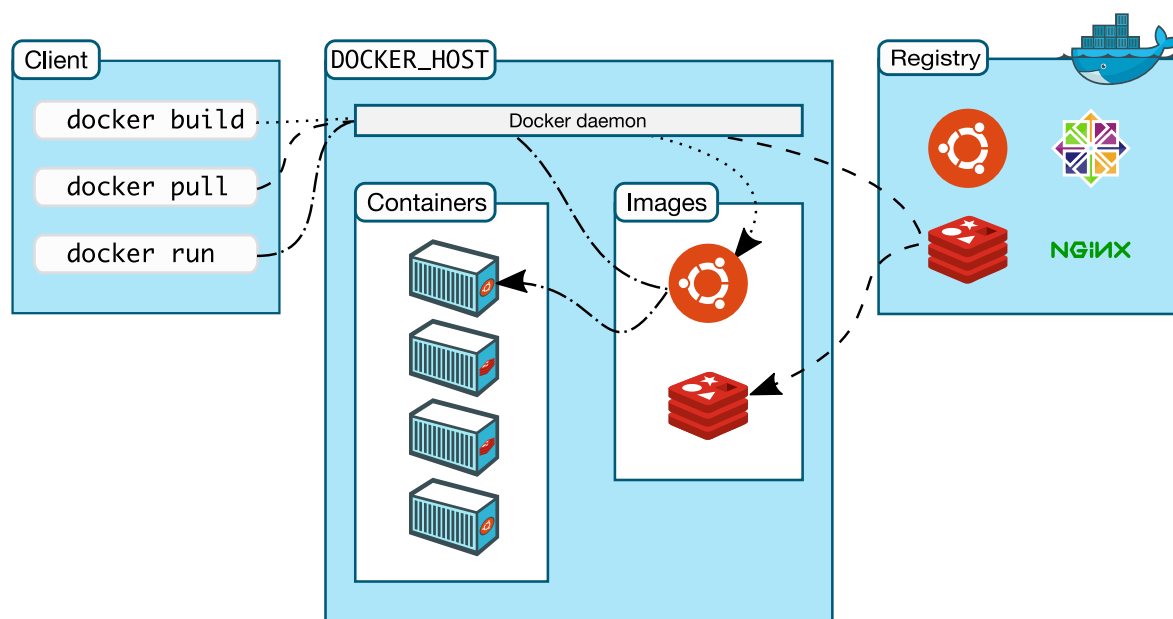 Client
docker build
docker pull
docker run
DOCKER_HOST
Docker daemon
Containers
Images
Registry
NGiNX